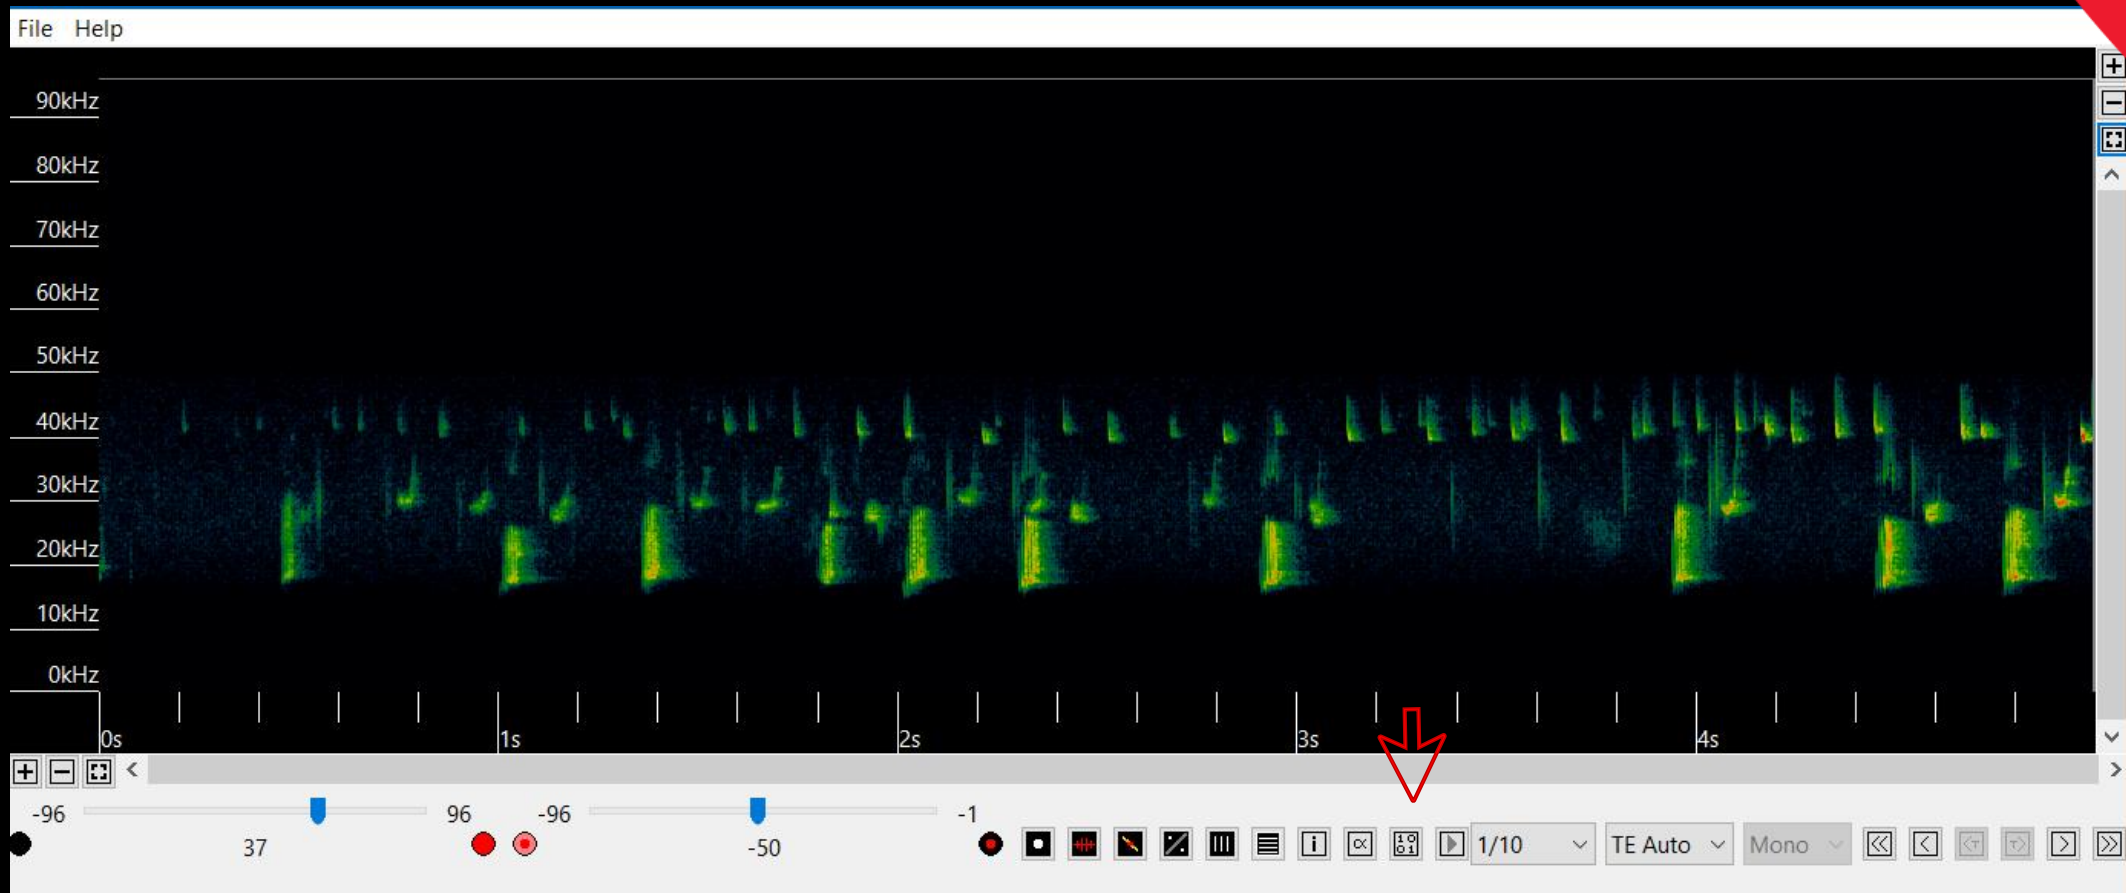 File Help
90kHz
80kHz
70kHz
60kHz
50kHz
40kHz
30kHz
20kHz
10kHz
0kHz
0s 1s 2s 3s 4s
-96 96 -96 -1
37 -50
1/10 TE Auto Mono